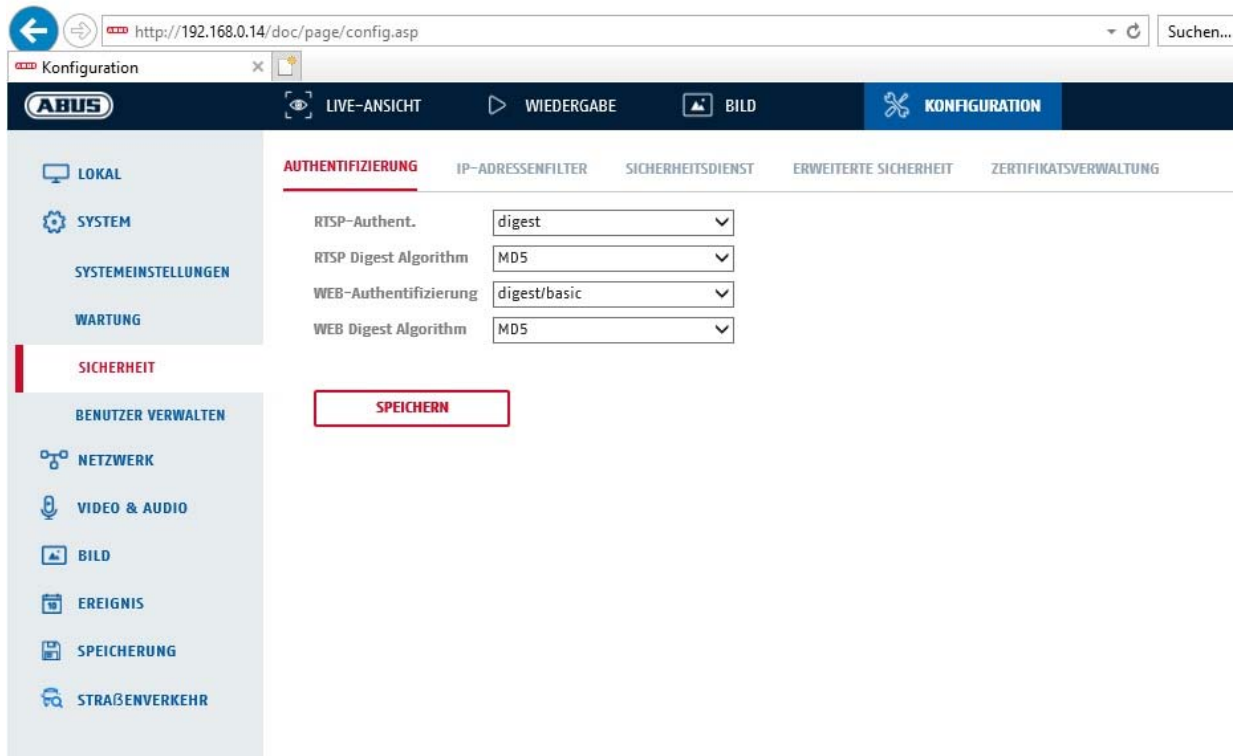 http://192.168.0.14/doc/page/config.asp
Suchen...
ABUS Konfiguration
ABUS
LIVE-ANSICHT
WIEDERGABE
BILD
KONFIGURATION
LOKAL
SYSTEM
SYSTEMEINSTELLUNGEN
WARTUNG
SICHERHEIT
BENUTZER VERWALTEN
NETZWERK
VIDEO & AUDIO
BILD
EREIGNIS
SPEICHERUNG
STRAßENVERKEHR
AUTHENTIFIZIERUNG
IP-ADRESSENFILTER
SICHERHEITSDIENST
ERWEITERTE SICHERHEIT
ZERTIFIKATSVERWALTUNG
RTSP-Authent. digest
RTSP Digest Algorithm MD5
WEB-Authentifizierung digest/basic
WEB Digest Algorithm MD5
SPEICHERN